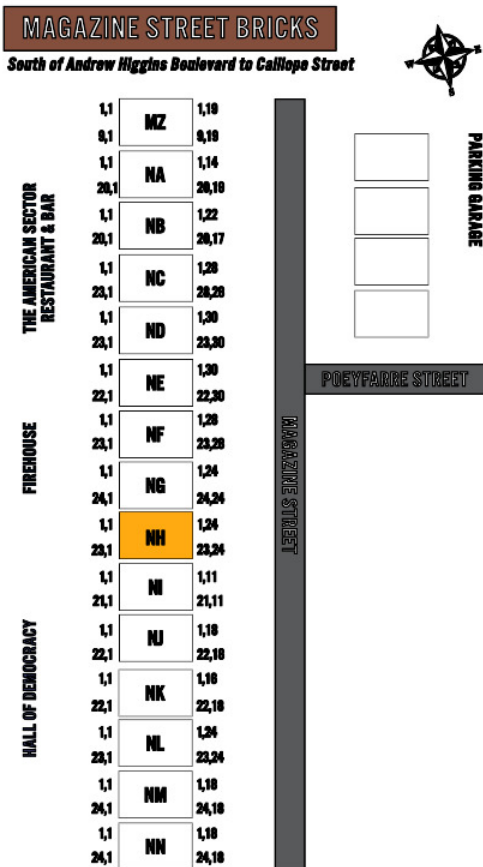 MAGAZINE STREET BRICKS
South of Andrew Higgins Boulevard to Calliope Street
N
E
S
W
1,1 MZ 1,19
9,1 9,19
1,1 NA 1,14
20,1 20,19
1,1 NB 1,22
20,1 20,17
1,1 NC 1,28
23,1 28,28
1,1 ND 1,30
23,1 23,30
1,1 NE 1,30
22,1 22,30
1,1 NF 1,28
23,1 23,28
1,1 NG 1,24
24,1 24,24
1,1 NH 1,24
23,1 23,24
1,1 NI 1,11
21,1 21,11
1,1 NJ 1,18
22,1 22,18
1,1 NK 1,16
22,1 22,18
1,1 NL 1,24
23,1 23,24
1,1 NM 1,18
24,1 24,18
1,1 NN 1,18
24,1 24,18
THE AMERICAN SECTOR
RESTAURANT & BAR
FIREHOUSE
HALL OF DEMOCRACY
MAGAZINE STREET
POEYFARRE STREET
PARKING GARAGE